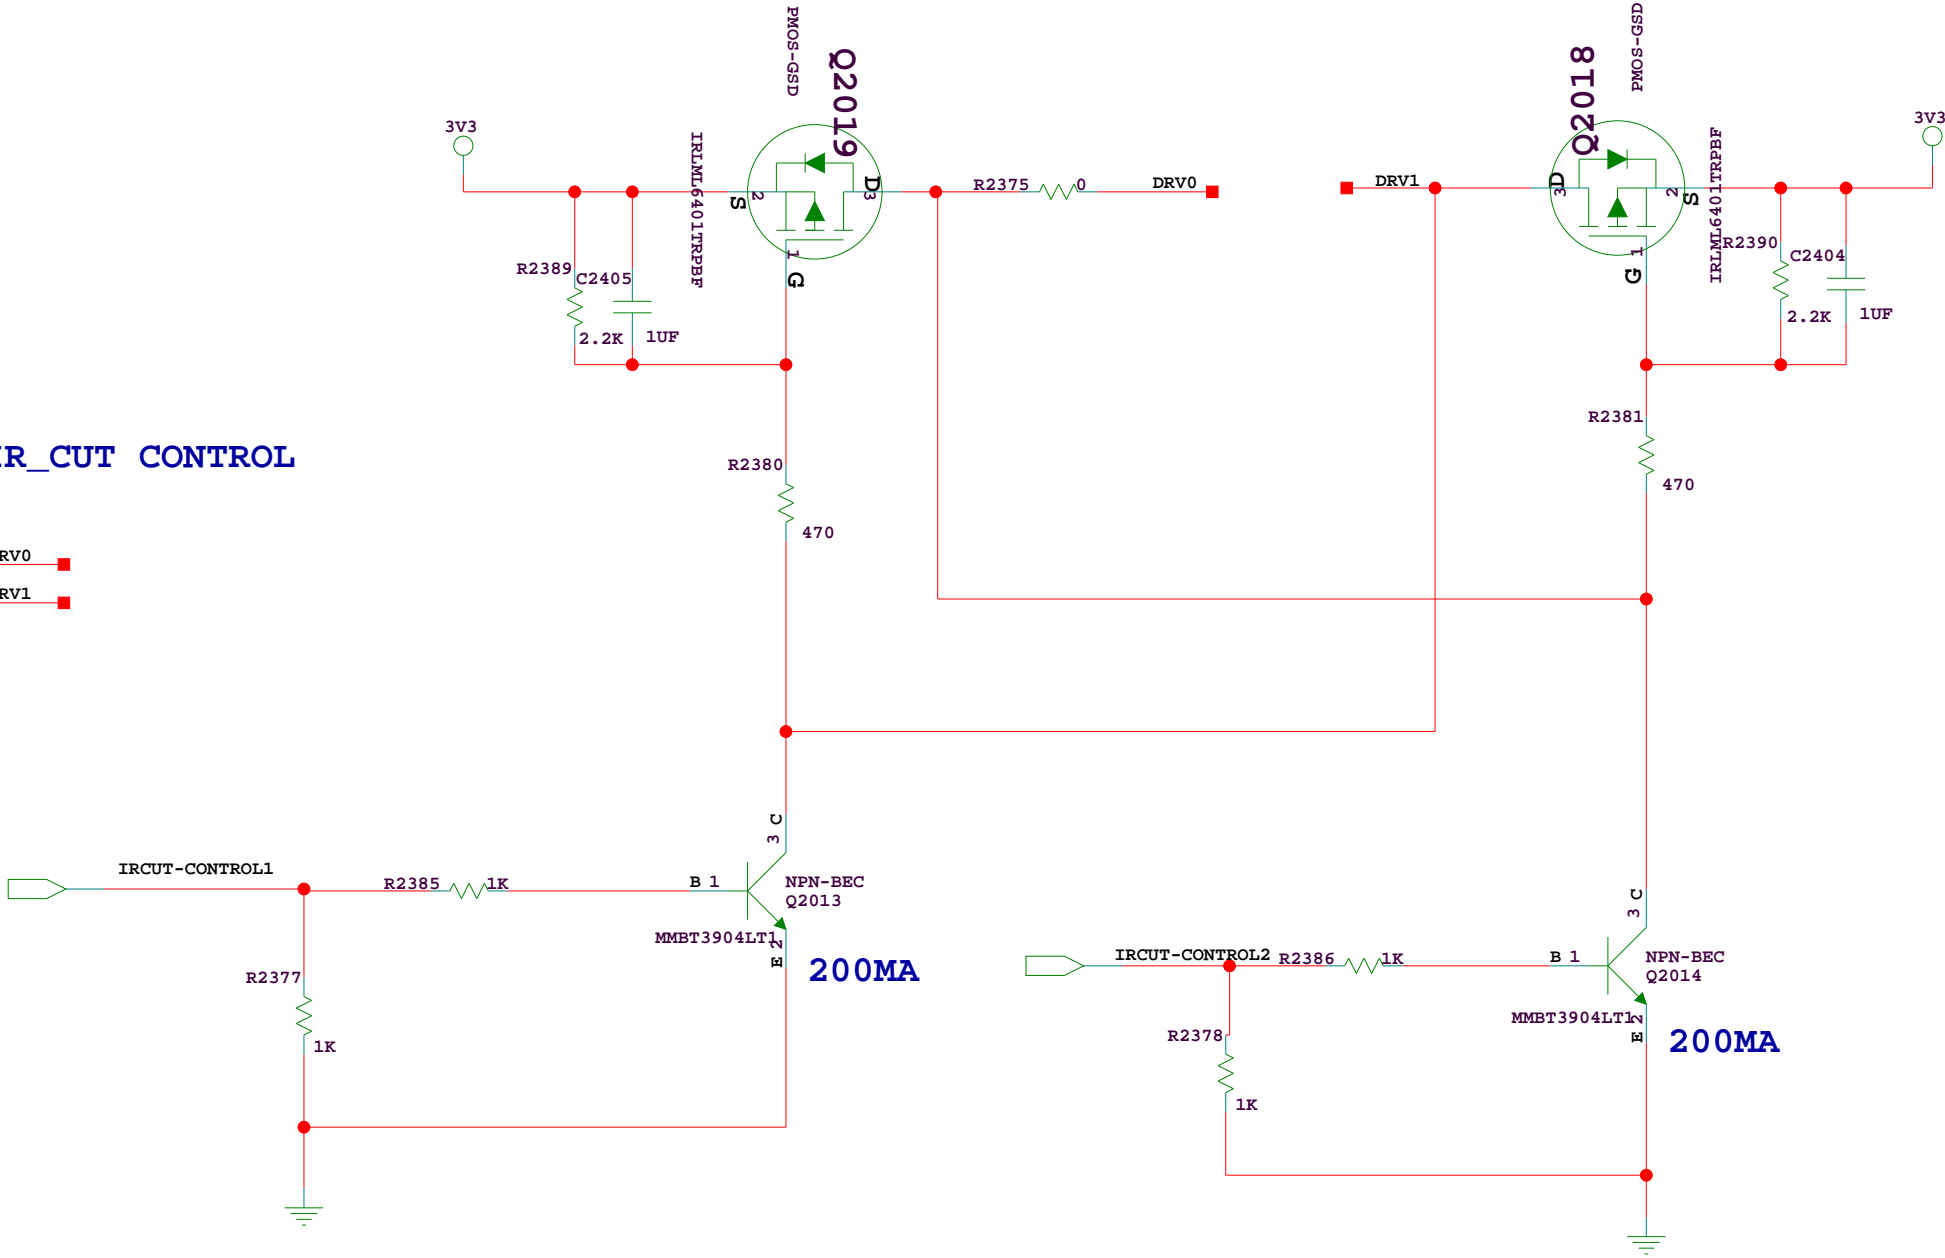 PMOS-GSD
Q2019
IRLML6401TRPBF
3V3
S
2
D
3
1
G
R2375
0
DRV0
DRV1
PMOS-GSD
Q2018
IRLML6401TRPBF
3V3
D
3
2
S
1
G
R2389
C2405
2.2K
1UF
R2390
C2404
2.2K
1UF
R2381
470
IR_CUT CONTROL
R2380
470
RV0
RV1
IRCUT-CONTROL1
R2385
1K
B 1
3 C
NPN-BEC
Q2013
MMBT3904LT1
E 2
200MA
R2377
1K
IRCUT-CONTROL2
R2386
1K
B 1
3 C
NPN-BEC
Q2014
MMBT3904LT1
E 2
200MA
R2378
1K